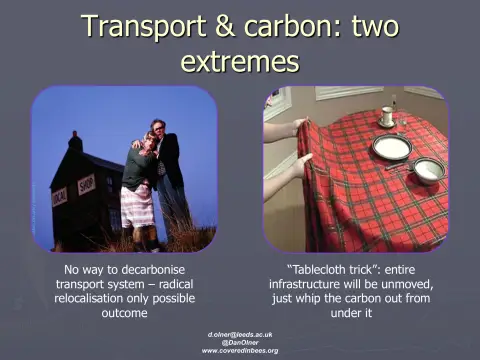 Transport & carbon: two
extremes
LOCAL SHOP
No way to decarbonise
transport system – radical
relocalisation only possible
outcome
“Tablecloth trick”: entire
infrastructure will be unmoved,
just whip the carbon out from
under it
d.olner@leeds.ac.uk
@DanOlner
www.coveredinbees.org